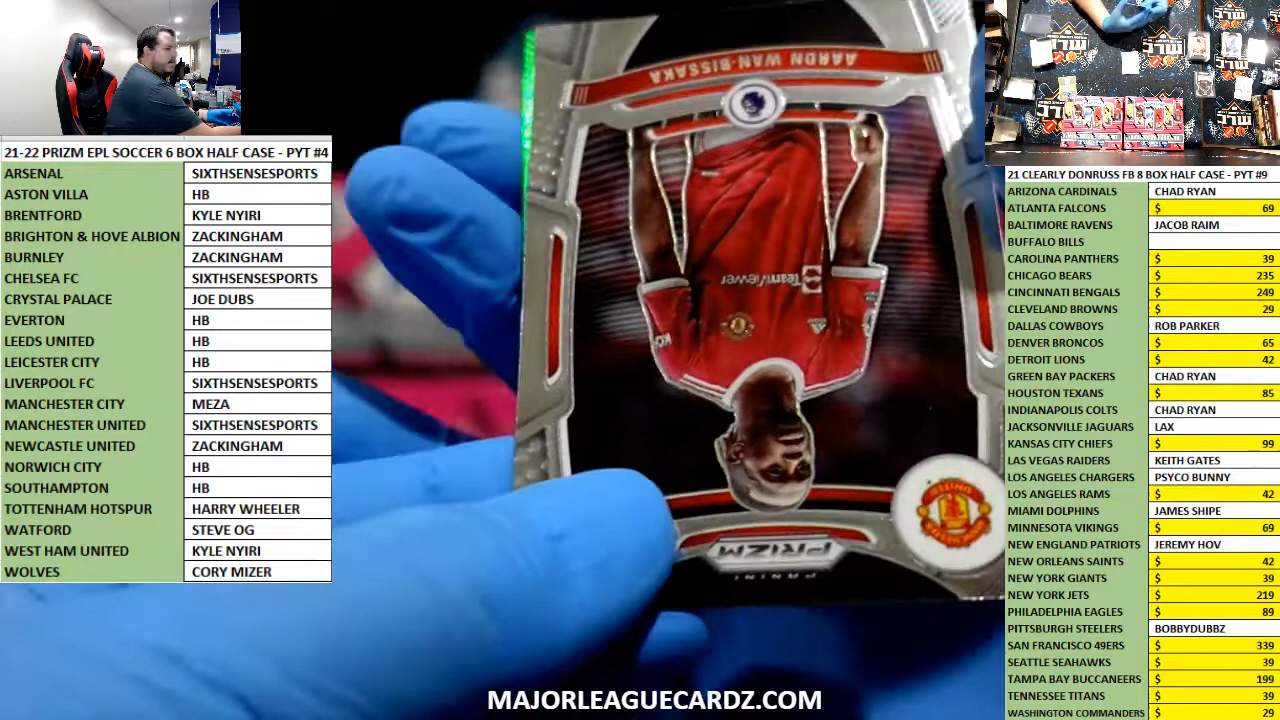 21-22 PRIZM EPL SOCCER 6 BOX HALF CASE - PYT #4
ARSENAL SIXTHSENSESPORTS
ASTON VILLA HB
BRENTFORD KYLE NYIRI
BRIGHTON & HOVE ALBION ZACKINGHAM
BURNLEY ZACKINGHAM
CHELSEA FC SIXTHSENSESPORTS
CRYSTAL PALACE JOE DUBS
EVERTON HB
LEEDS UNITED HB
LEICESTER CITY HB
LIVERPOOL FC SIXTHSENSESPORTS
MANCHESTER CITY MEZA
MANCHESTER UNITED SIXTHSENSESPORTS
NEWCASTLE UNITED ZACKINGHAM
NORWICH CITY HB
SOUTHAMPTON HB
TOTTENHAM HOTSPUR HARRY WHEELER
WATFORD STEVE OG
WEST HAM UNITED KYLE NYIRI
WOLVES CORY MIZER
AARON WAN-BISSAKA
TeamViewer
MANCHESTER UNITED
PRIZM
PANINI
MAJORLEAGUECARDZ.COM
21 CLEARLY DONRUSS FB 8 BOX HALF CASE - PYT #9
ARIZONA CARDINALS CHAD RYAN
ATLANTA FALCONS $ 69
BALTIMORE RAVENS JACOB RAIM
BUFFALO BILLS
CAROLINA PANTHERS $ 39
CHICAGO BEARS $ 235
CINCINNATI BENGALS $ 249
CLEVELAND BROWNS $ 29
DALLAS COWBOYS ROB PARKER
DENVER BRONCOS $ 65
DETROIT LIONS $ 42
GREEN BAY PACKERS CHAD RYAN
HOUSTON TEXANS $ 85
INDIANAPOLIS COLTS CHAD RYAN
JACKSONVILLE JAGUARS LAX
KANSAS CITY CHIEFS $ 99
LAS VEGAS RAIDERS KEITH GATES
LOS ANGELES CHARGERS PSYCO BUNNY
LOS ANGELES RAMS $ 42
MIAMI DOLPHINS JAMES SHIPE
MINNESOTA VIKINGS $ 69
NEW ENGLAND PATRIOTS JEREMY HOV
NEW ORLEANS SAINTS $ 42
NEW YORK GIANTS $ 39
NEW YORK JETS $ 219
PHILADELPHIA EAGLES $ 89
PITTSBURGH STEELERS BOBBYDUBBZ
SAN FRANCISCO 49ERS $ 339
SEATTLE SEAHAWKS $ 39
TAMPA BAY BUCCANEERS $ 199
TENNESSEE TITANS $ 39
WASHINGTON COMMANDERS $ 29